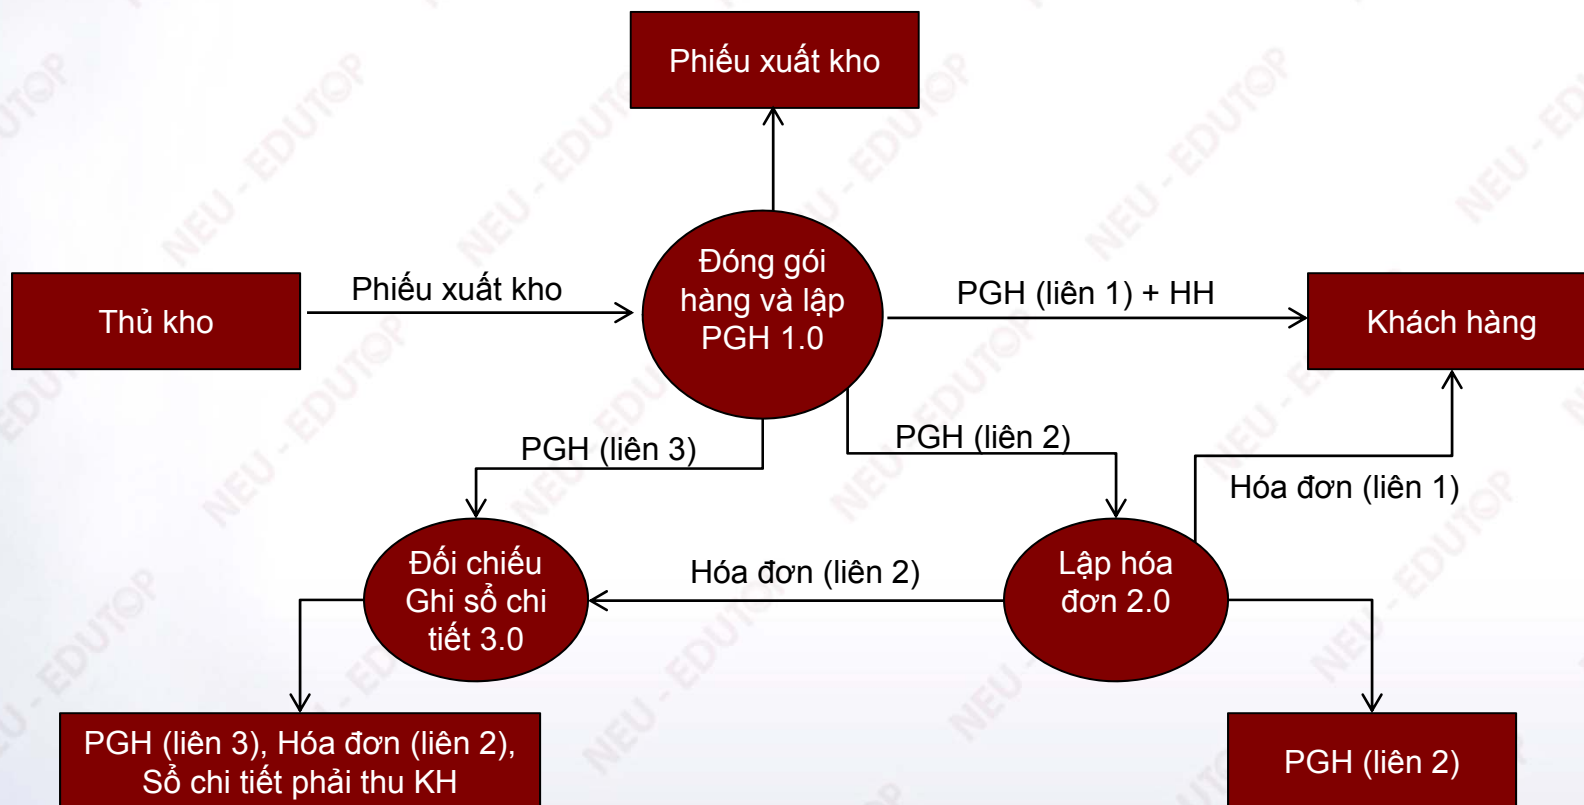 Phiếu xuất kho
Đóng gói
hàng và lập
PGH 1.0
Thủ kho
Phiếu xuất kho
PGH (liên 1) + HH
Khách hàng
PGH (liên 3)
PGH (liên 2)
Hóa đơn (liên 1)
Đối chiếu
Ghi sổ chi
tiết 3.0
Hóa đơn (liên 2)
Lập hóa
đơn 2.0
PGH (liên 3), Hóa đơn (liên 2),
Sổ chi tiết phải thu KH
PGH (liên 2)
NEU - EDUTOP